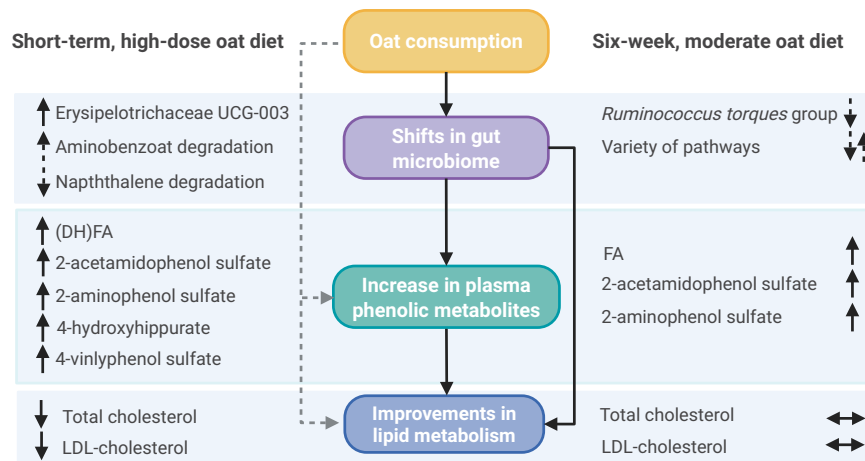 Short-term, high-dose oat diet
Oat consumption
Six-week, moderate oat diet
Erysipelotrichaceae UCG-003
Aminobenzoat degradation
Napththalene degradation
Shifts in gut
microbiome
Ruminococcus torques group
Variety of pathways
(DH)FA
2-acetamidophenol sulfate
2-aminophenol sulfate
4-hydroxyhippurate
4-vinlyphenol sulfate
Increase in plasma
phenolic metabolites
FA
2-acetamidophenol sulfate
2-aminophenol sulfate
Total cholesterol
LDL-cholesterol
Improvements in
lipid metabolism
Total cholesterol
LDL-cholesterol